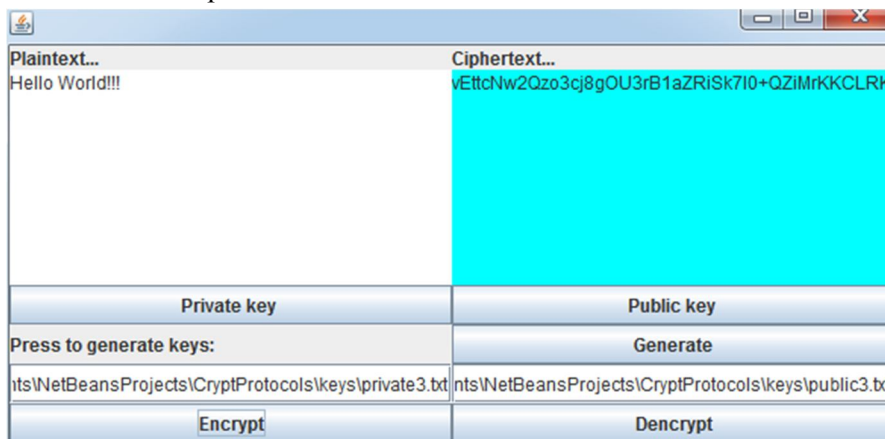 Plaintext...
Ciphertext...
Hello World!!!
vEttcNw2Qzo3cj8gOU3rB1aZRiSk7I0+QZiMrKKCLRK
Private key
Public key
Press to generate keys:
Generate
nts\NetBeansProjects\CryptProtocols\keys\private3.txt
nts\NetBeansProjects\CryptProtocols\keys\public3.tx
Encrypt
Dencrypt